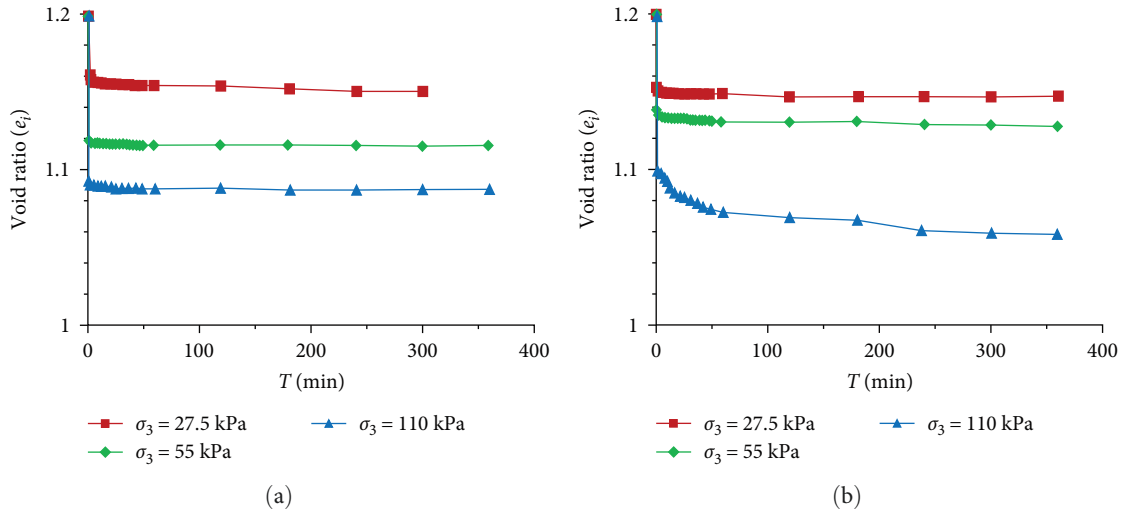 1.2
1.1
1
Void ratio (eᵢ)
0
100
200
300
400
T (min)
σ₃ = 27.5 kPa
σ₃ = 110 kPa
σ₃ = 55 kPa
(a)
1.2
1.1
1
Void ratio (eᵢ)
0
100
200
300
400
T (min)
σ₃ = 27.5 kPa
σ₃ = 110 kPa
σ₃ = 55 kPa
(b)